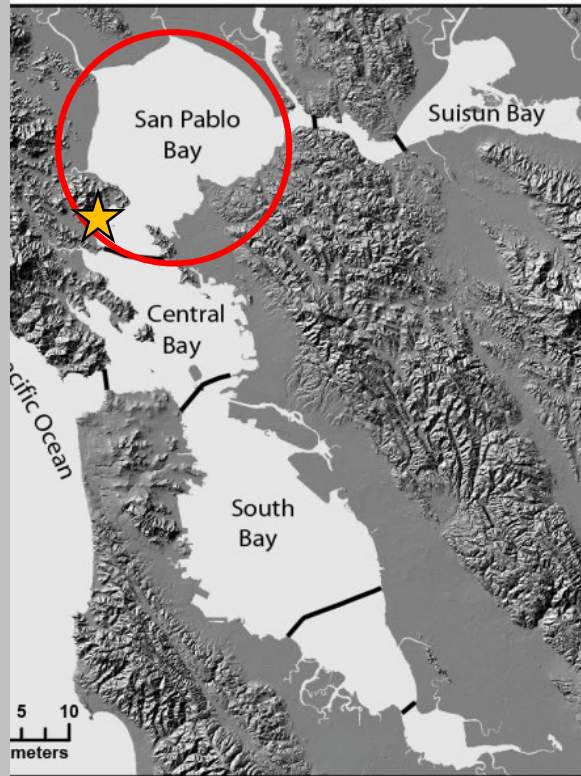 San Pablo
Bay
Suisun Bay
Central
Bay
cific Ocean
South
Bay
5 10
meters